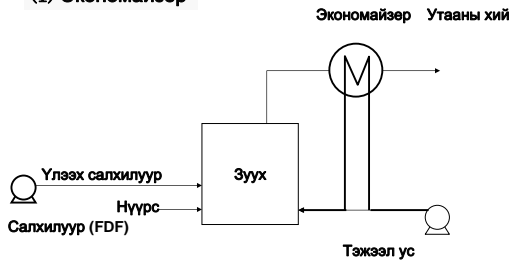 (1) Экономайзер
Экономайзер Утааны хий
Үлээх салхилуур
Зуух
Нүүрс
Салхилуур (FDF)
Тэжээл ус